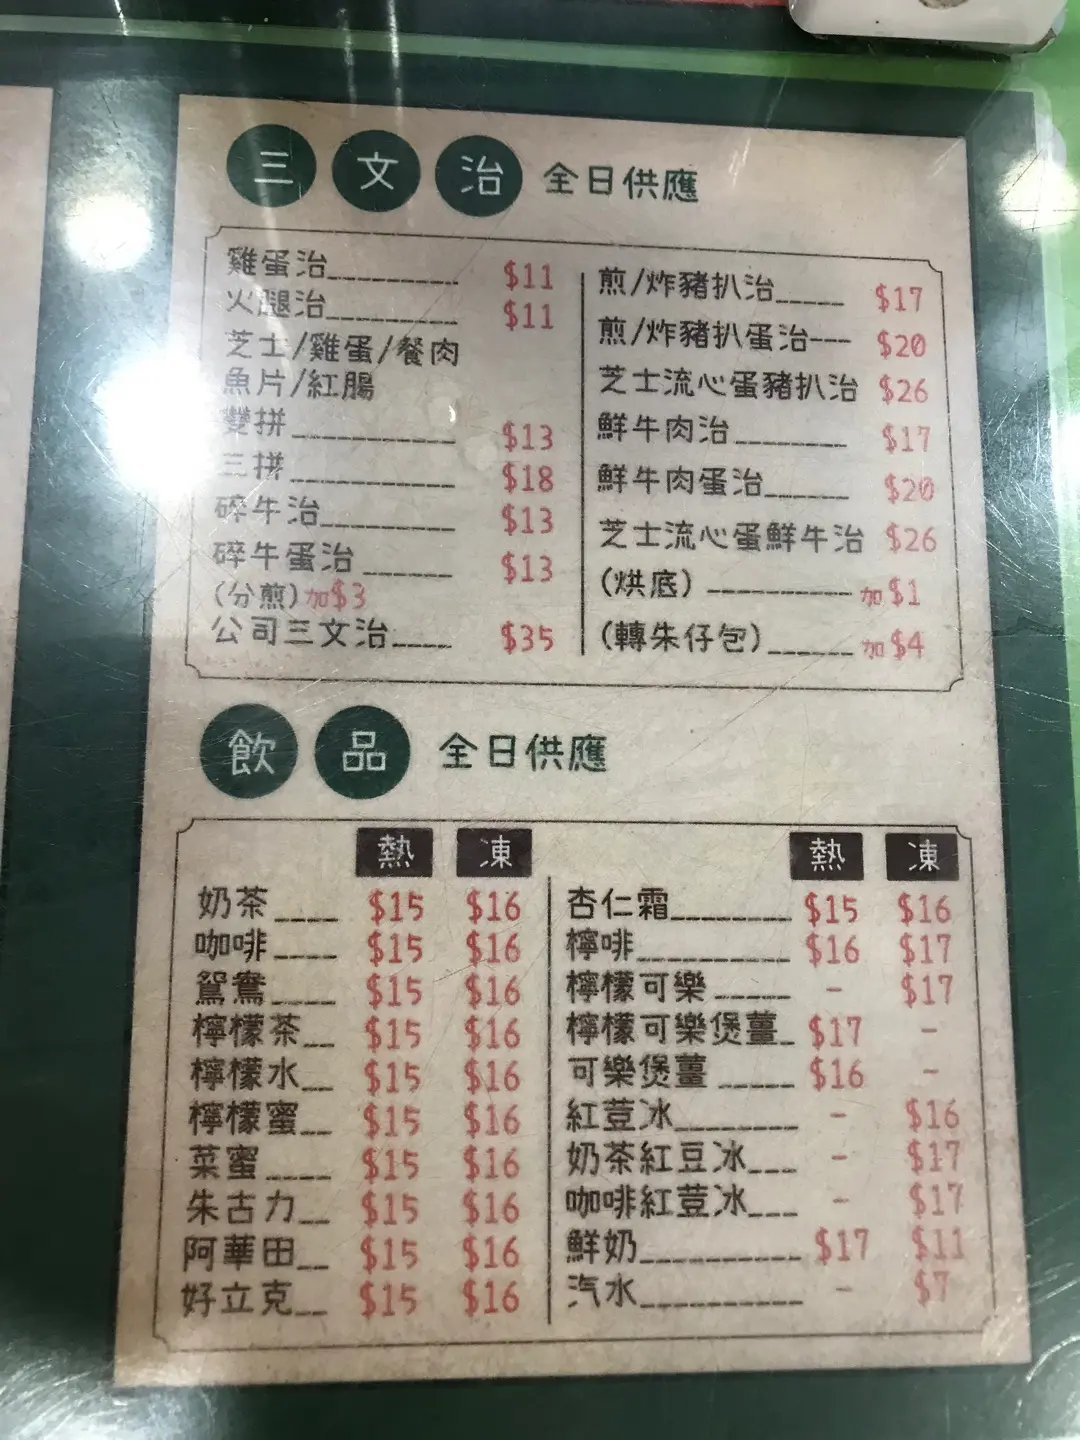 三文治 全日供應
雞蛋治 $11
火腿治 $11
芝士/雞蛋/餐肉
魚片/紅腸
雙拼 $13
三拼 $18
碎牛治 $13
碎牛蛋治 $13
(分煎)加$3
公司三文治 $35
煎/炸豬扒治 $17
煎/炸豬扒蛋治 $20
芝士流心蛋豬扒治 $26
鮮牛肉治 $17
鮮牛肉蛋治 $20
芝士流心蛋鮮牛治 $26
(烘底) 加$1
(轉朱仔包) 加$4
飲品 全日供應
熱 凍
奶茶 $15 $16
咖啡 $15 $16
鴛鴦 $15 $16
檸檬茶 $15 $16
檸檬水 $15 $16
檸檬蜜 $15 $16
菜蜜 $15 $16
朱古力 $15 $16
阿華田 $15 $16
好立克 $15 $16
熱 凍
杏仁霜 $15 $16
檸啡 $16 $17
檸檬可樂 - $17
檸檬可樂煲薑 $17 -
可樂煲薑 $16 -
紅荳冰 - $16
奶茶紅豆冰 - $17
咖啡紅荳冰 - $17
鮮奶 $17 $11
汽水 - $7